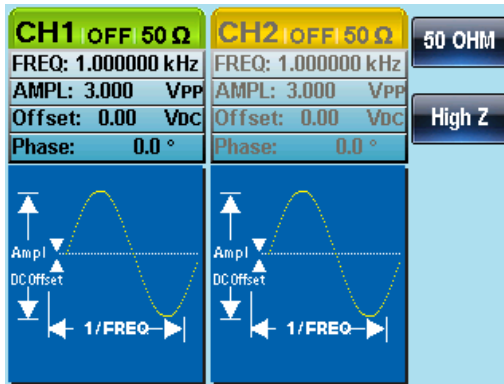 CH1 OFF 50 Ω
FREQ: 1.000000 kHz
AMPL: 3.000 VPP
Offset: 0.00 VDC
Phase: 0.0 °
Ampl
DC Offset
1/FREQ
CH2 OFF 50 Ω
FREQ: 1.000000 kHz
AMPL: 3.000 VPP
Offset: 0.00 VDC
Phase: 0.0 °
Ampl
DC Offset
1/FREQ
50 OHM
High Z